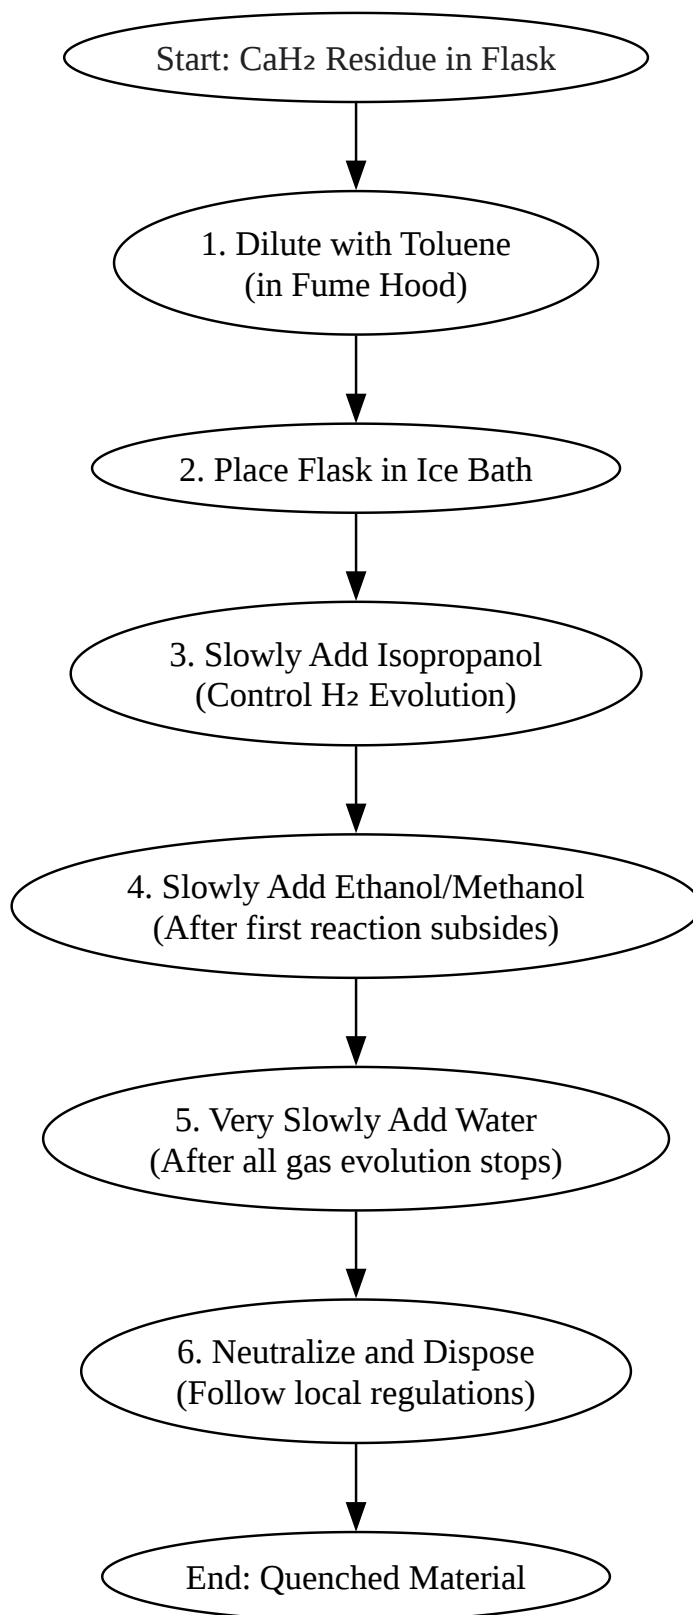 Start: CaH₂ Residue in Flask
1. Dilute with Toluene
(in Fume Hood)
2. Place Flask in Ice Bath
3. Slowly Add Isopropanol
(Control H₂ Evolution)
4. Slowly Add Ethanol/Methanol
(After first reaction subsides)
5. Very Slowly Add Water
(After all gas evolution stops)
6. Neutralize and Dispose
(Follow local regulations)
End: Quenched Material